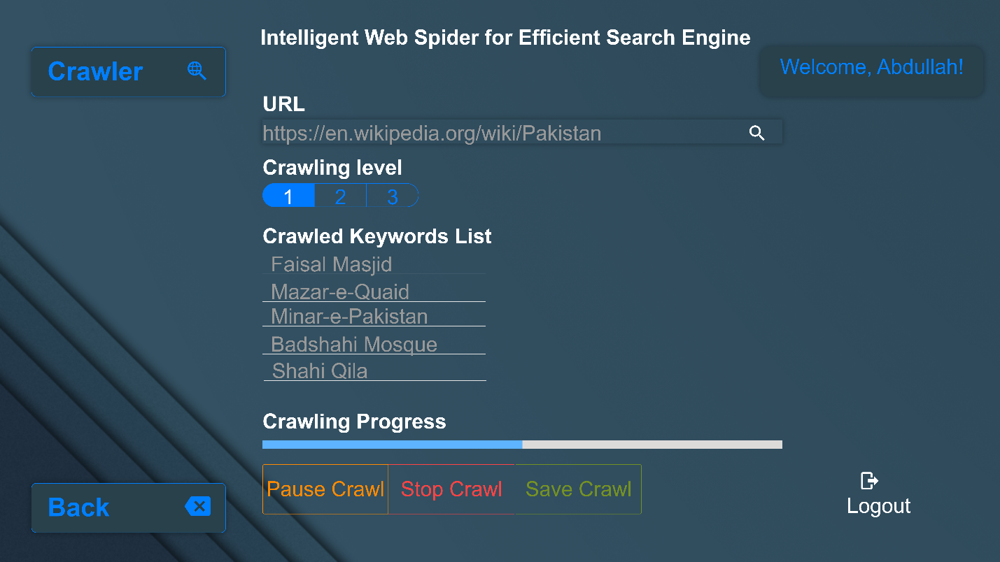 Intelligent Web Spider for Efficient Search Engine
Crawler
Welcome, Abdullah!
URL
https://en.wikipedia.org/wiki/Pakistan
Crawling level
1 2 3
Crawled Keywords List
Faisal Masjid
Mazar-e-Quaid
Minar-e-Pakistan
Badshahi Mosque
Shahi Qila
Crawling Progress
Pause Crawl Stop Crawl Save Crawl
Back
Logout